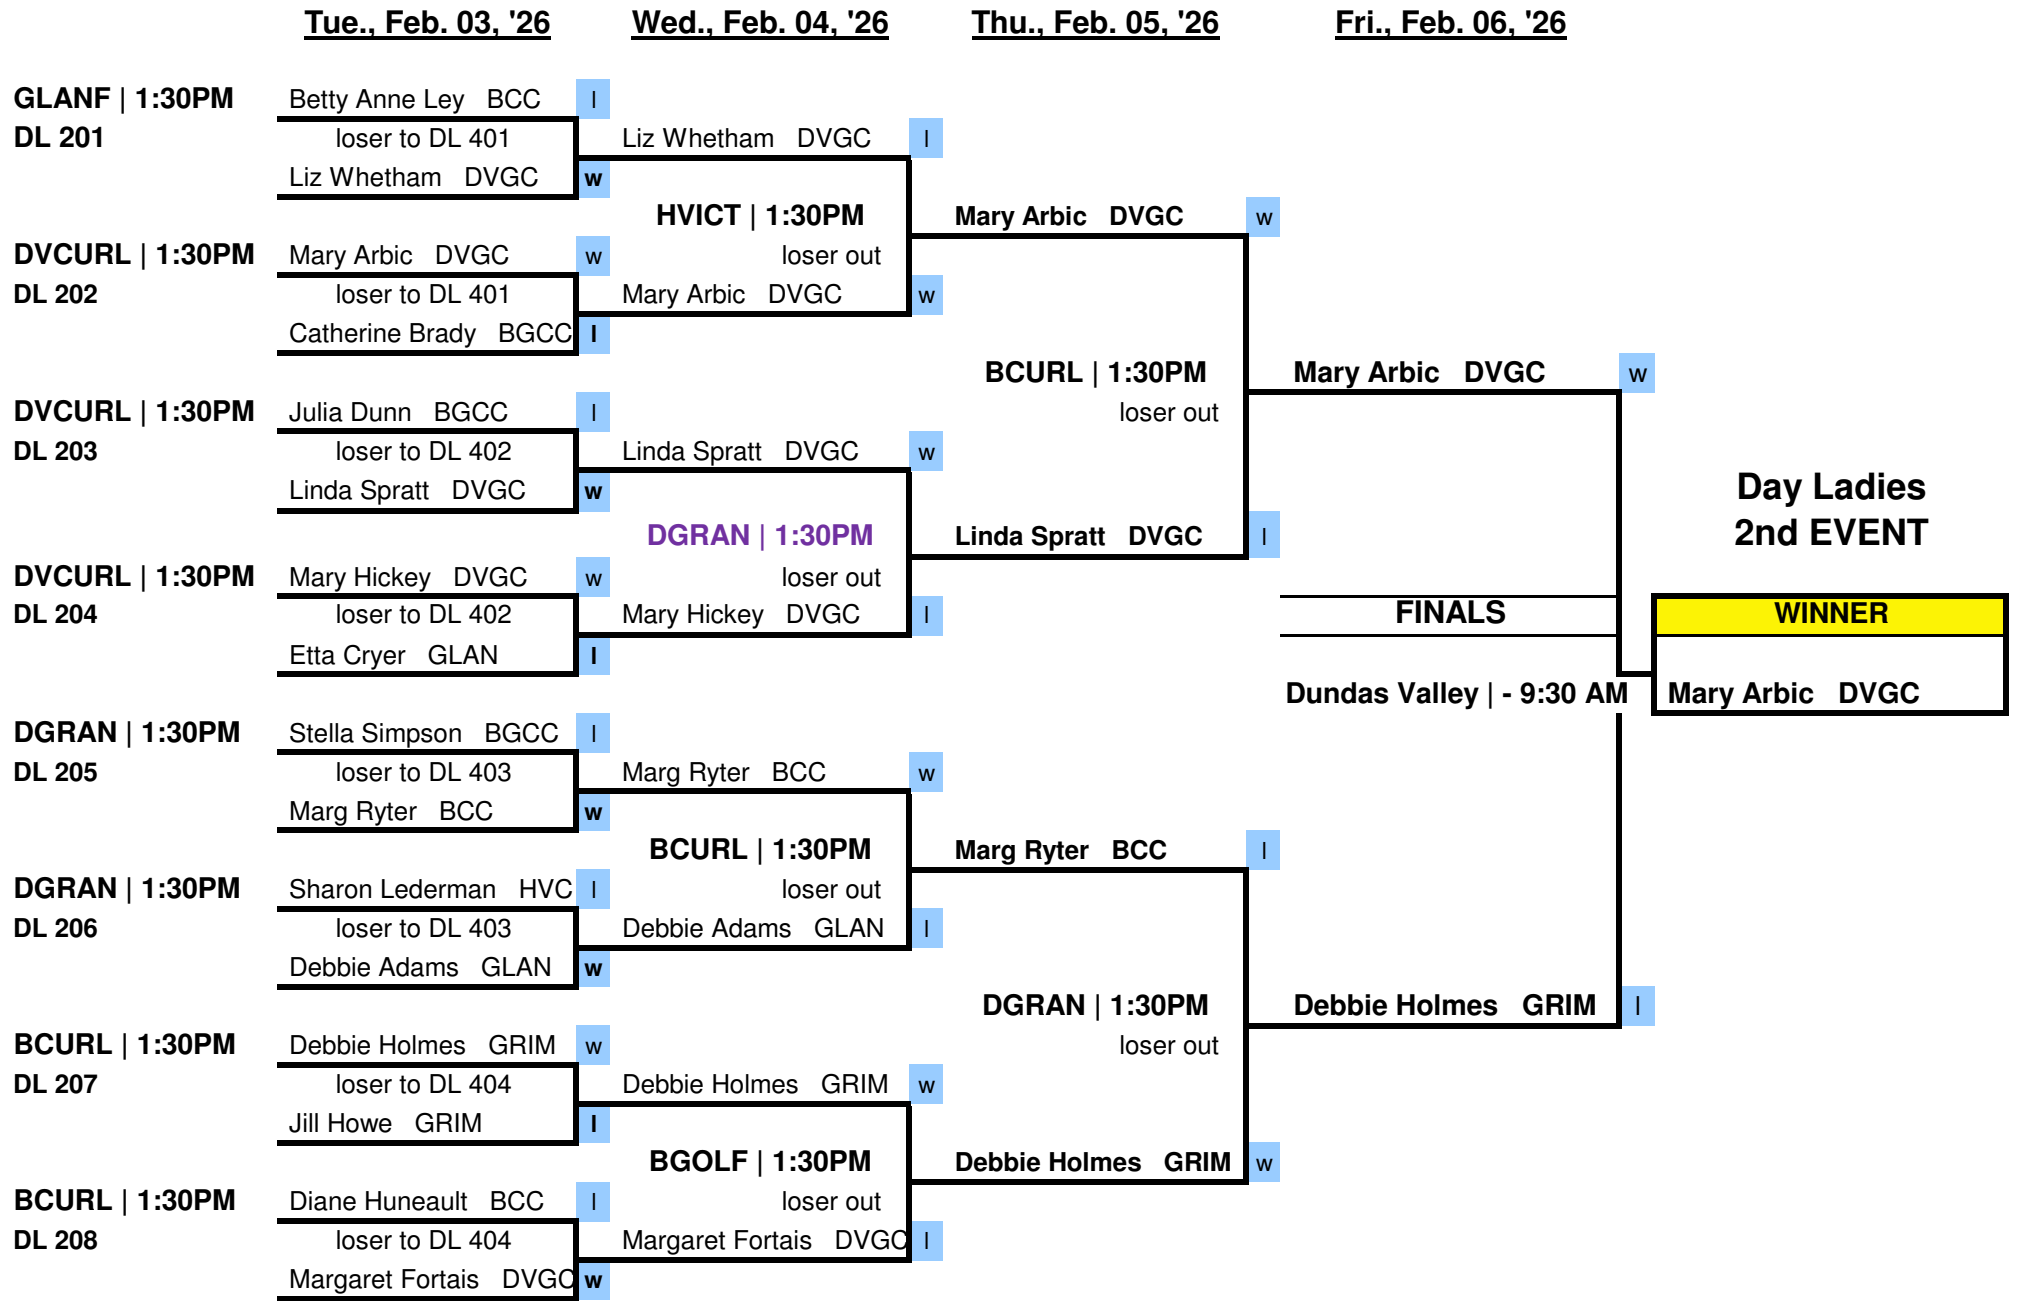 Tue., Feb. 03, '26 Wed., Feb. 04, '26 Thu., Feb. 05, '26 Fri., Feb. 06, '26
GLANF | 1:30PM Betty Anne Ley BCC l
DL 201 loser to DL 401 Liz Whetham DVGC l
Liz Whetham DVGC w
HVICT | 1:30PM Mary Arbic DVGC w
DVCURL | 1:30PM Mary Arbic DVGC w loser out
DL 202 loser to DL 401 Mary Arbic DVGC w
Catherine Brady BGCC l
BCURL | 1:30PM Mary Arbic DVGC w
DVCURL | 1:30PM Julia Dunn BGCC l loser out
DL 203 loser to DL 402 Linda Spratt DVGC w
Linda Spratt DVGC w Day Ladies
DGRAN | 1:30PM Linda Spratt DVGC l 2nd EVENT
DVCURL | 1:30PM Mary Hickey DVGC w loser out
DL 204 loser to DL 402 Mary Hickey DVGC l FINALS WINNER
Etta Cryer GLAN l
Dundas Valley | - 9:30 AM Mary Arbic DVGC
DGRAN | 1:30PM Stella Simpson BGCC l
DL 205 loser to DL 403 Marg Ryter BCC w
Marg Ryter BCC w
BCURL | 1:30PM Marg Ryter BCC l
DGRAN | 1:30PM Sharon Lederman HVC l loser out
DL 206 loser to DL 403 Debbie Adams GLAN l
Debbie Adams GLAN w
DGRAN | 1:30PM Debbie Holmes GRIM l
BCURL | 1:30PM Debbie Holmes GRIM w loser out
DL 207 loser to DL 404 Debbie Holmes GRIM w
Jill Howe GRIM l
BGOLF | 1:30PM Debbie Holmes GRIM w
BCURL | 1:30PM Diane Huneault BCC l loser out
DL 208 loser to DL 404 Margaret Fortais DVGC l
Margaret Fortais DVGC w